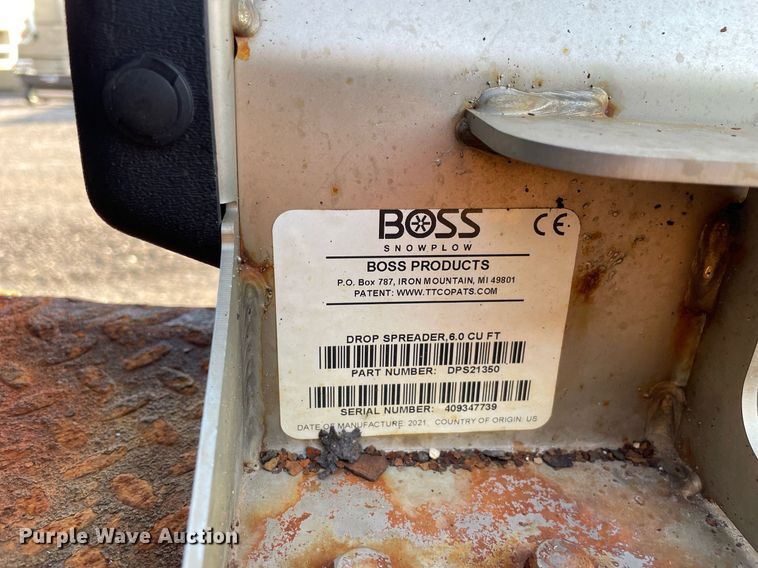 BOSS
SNOWPLOW
CE
BOSS PRODUCTS
P.O. Box 787, IRON MOUNTAIN, MI 49801
PATENT: WWW.TTCOPATS.COM
DROP SPREADER,6.0 CU FT
PART NUMBER: DPS21350
SERIAL NUMBER: 409347739
DATE OF MANUFACTURE: 2021, COUNTRY OF ORIGIN: US
Purple Wave Auction